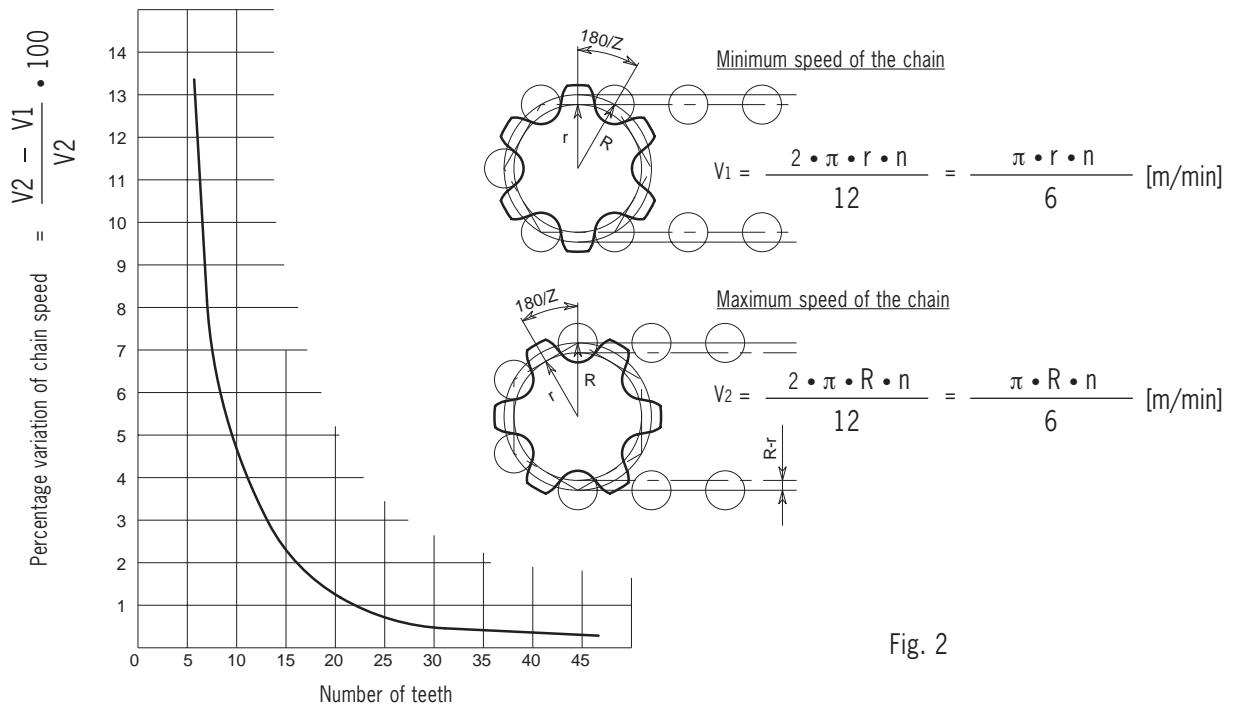 Percentage variation of chain speed = V2 – V1 / V2 • 100
14
13
12
11
10
9
8
7
6
5
4
3
2
1
0 5 10 15 20 25 30 35 40 45
Number of teeth
180/Z
r
R
Minimum speed of the chain
V1 = 2 • π • r • n / 12 = π • r • n / 6 [m/min]
180/Z
R
r
Maximum speed of the chain
V2 = 2 • π • R • n / 12 = π • R • n / 6 [m/min]
R-r
Fig. 2